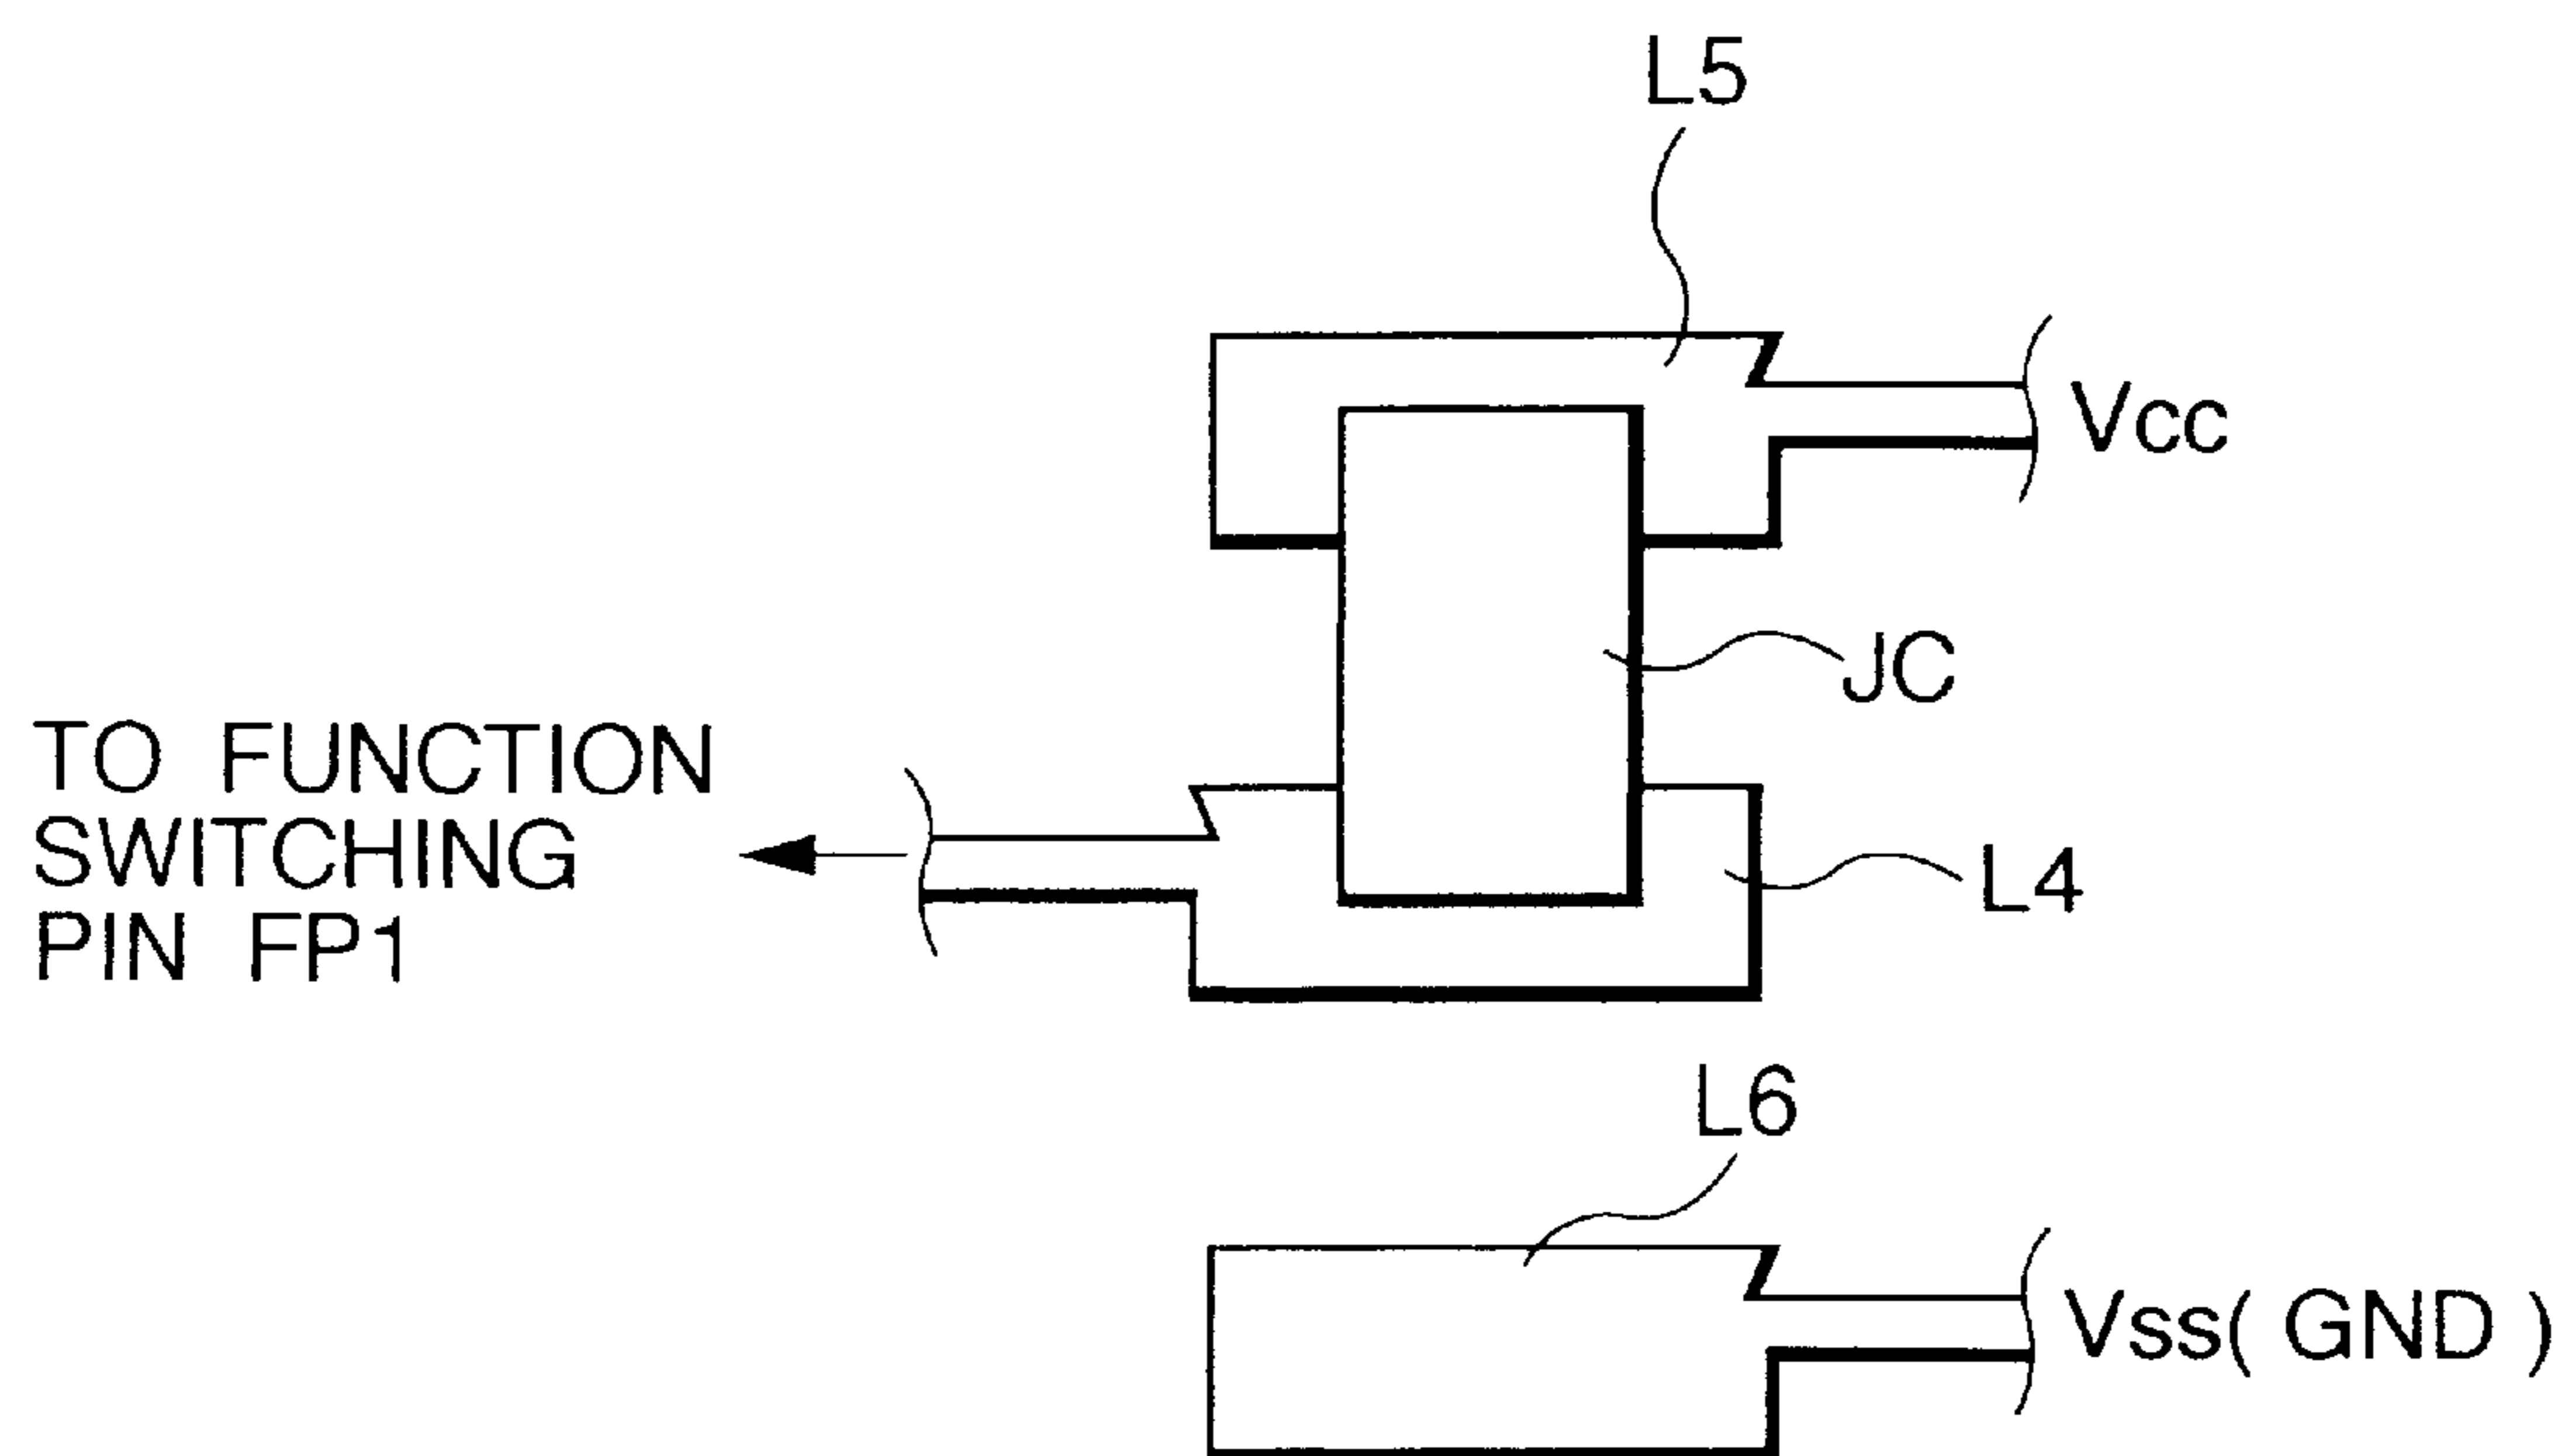 L5
Vcc
JC
TO FUNCTION
SWITCHING
PIN FP1
L4
L6
Vss( GND )